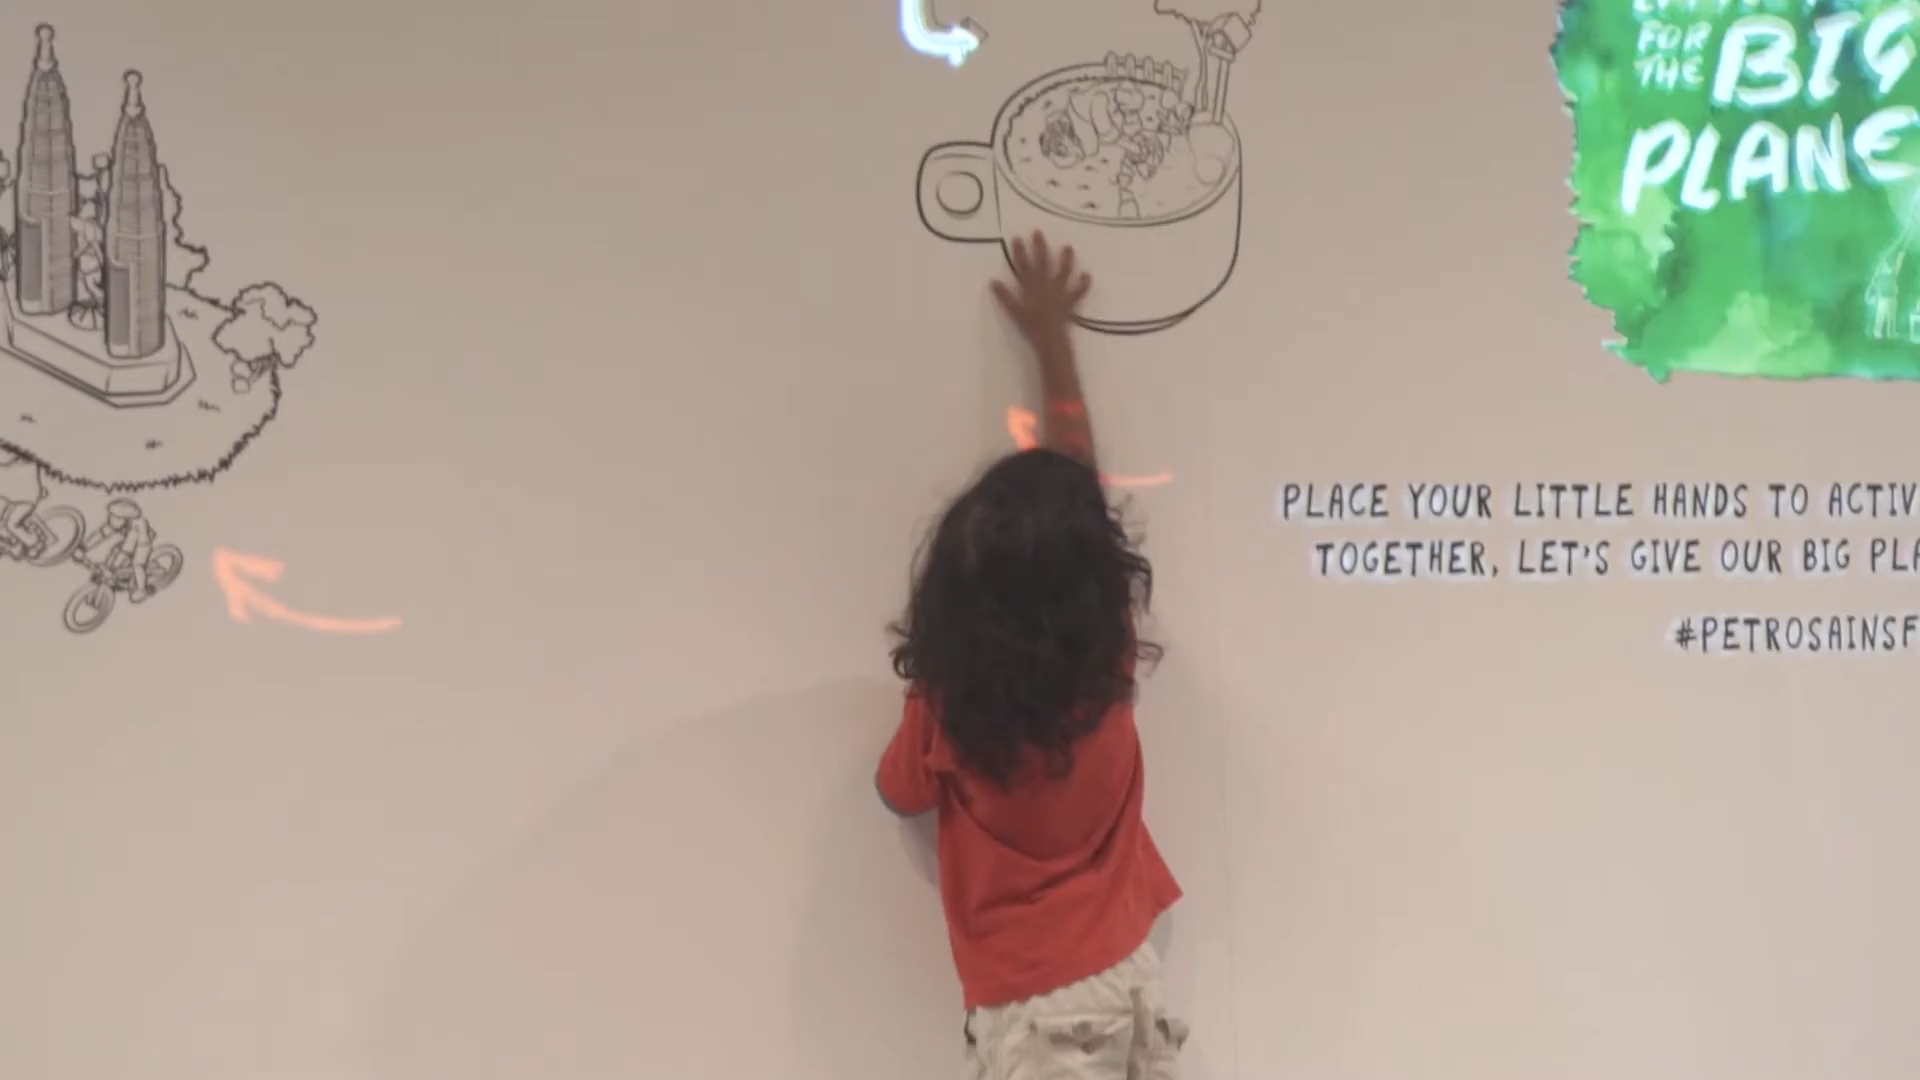 FOR
THE BIG
PLANE
PLACE YOUR LITTLE HANDS TO ACTIV
TOGETHER, LET'S GIVE OUR BIG PLA
#PETROSAINSF